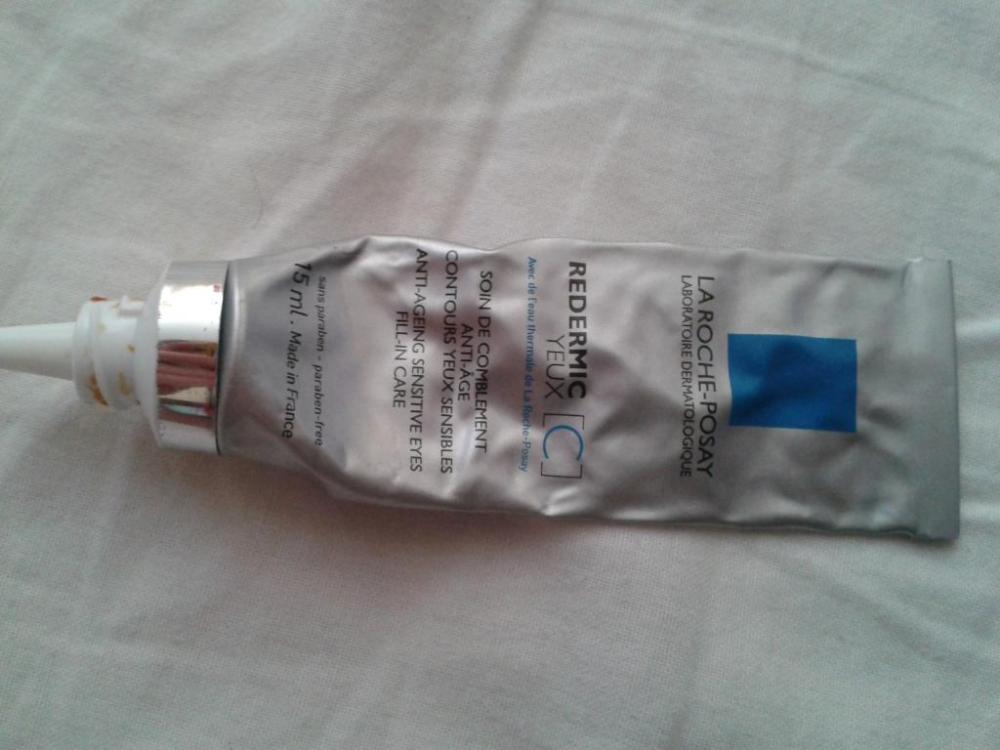 LA ROCHE-POSAY
LABORATOIRE DERMATOLOGIQUE
REDERMIC [C]
YEUX
Avec de l'eau thermale de La Roche-Posay
SOIN DE COMBLEMENT
ANTI-ÂGE
CONTOURS YEUX SENSIBLES
ANTI-AGEING SENSITIVE EYES
FILL-IN CARE
sans paraben - paraben-free
15 ml . Made in France